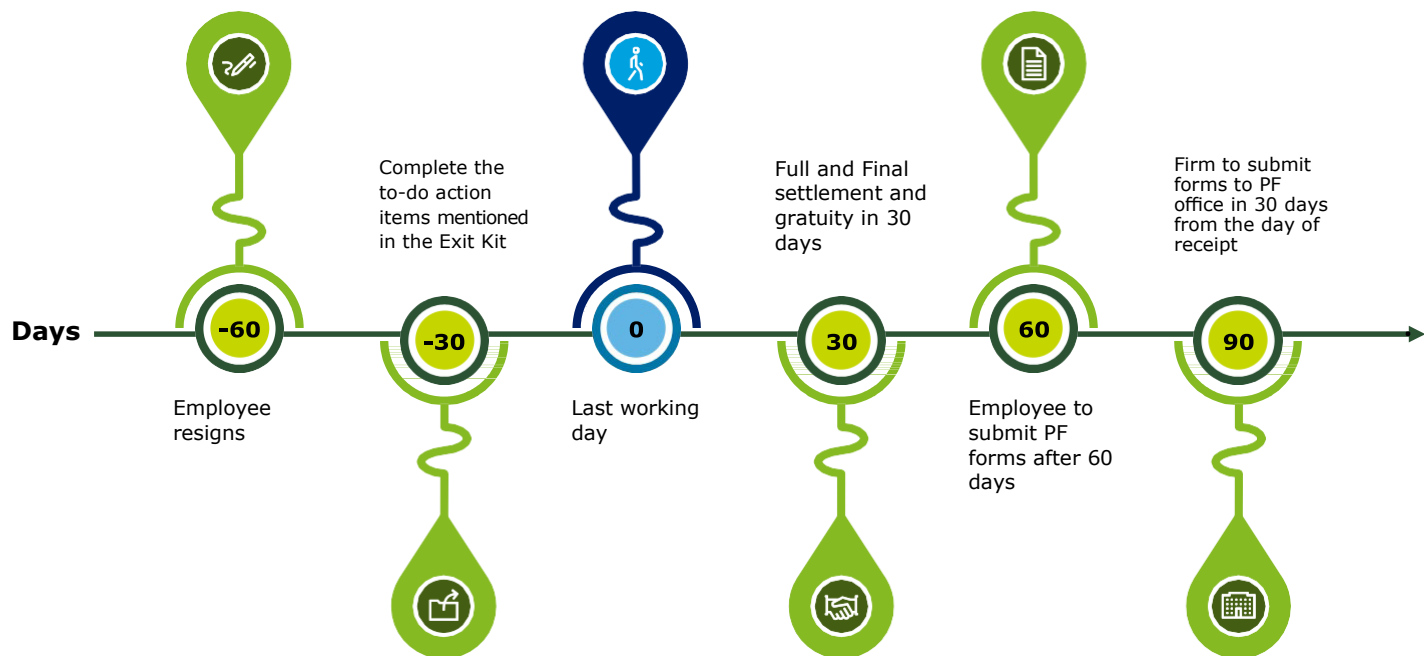 Complete the
to-do action
items mentioned
in the Exit Kit
Full and Final
settlement and
gratuity in 30
days
Firm to submit
forms to PF
office in 30 days
from the day of
receipt
Days
-60
-30
0
30
60
90
Employee
resigns
Last working
day
Employee to
submit PF
forms after 60
days